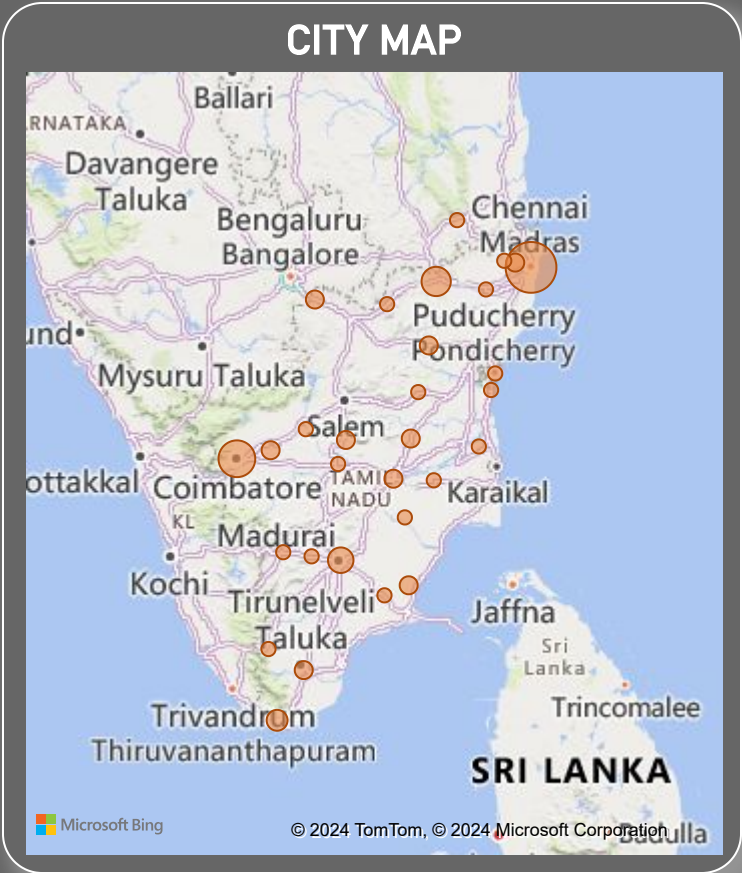 CITY MAP
Ballari
RNATAKA
Davangere
Taluka
Chennai
Madras
Bengaluru
Bangalore
Puducherry
Pondicherry
und
Mysuru Taluka
Salem
ottakkal
Coimbatore
TAMIL
NADU
Karaikal
KL
Madurai
Kochi
Tirunelveli
Taluka
Jaffna
Sri
Lanka
Trivandrum
Thiruvananthapuram
Trincomalee
SRI LANKA
Microsoft Bing
© 2024 TomTom, © 2024 Microsoft Corporation
Badulla